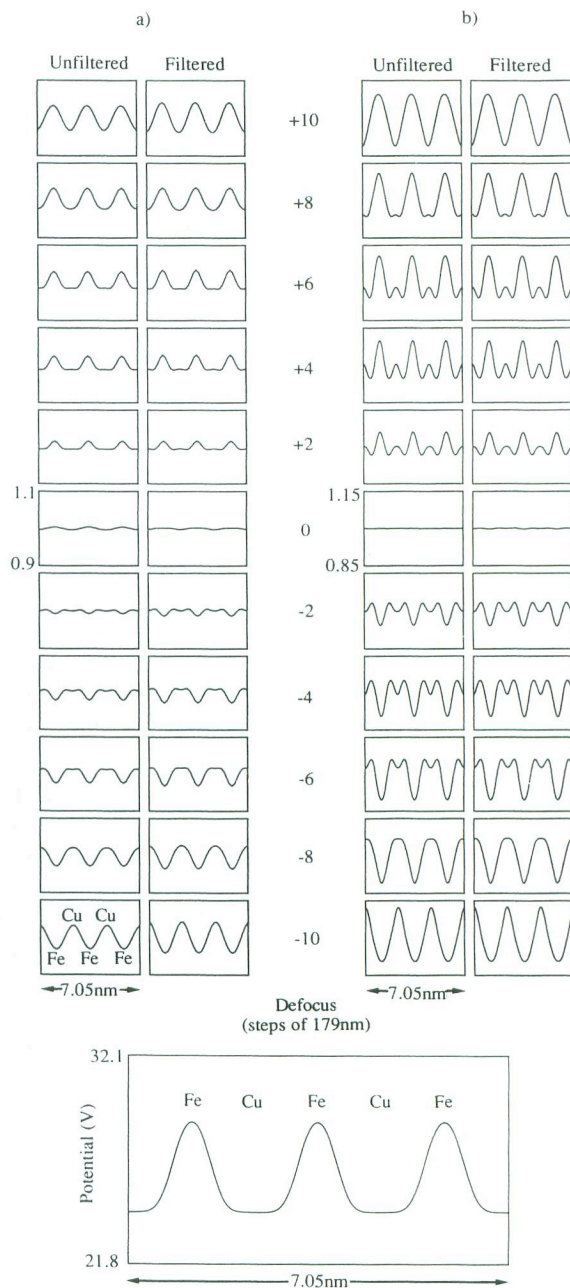 a) b)
Unfiltered Filtered Unfiltered Filtered
+10
+8
+6
+4
+2
1.1 1.15
0
0.9 0.85
-2
-4
-6
-8
Cu Cu
-10
Fe Fe Fe
7.05nm 7.05nm
Defocus
(steps of 179nm)
32.1
Fe Cu Fe Cu Fe
Potential (V)
21.8
7.05nm